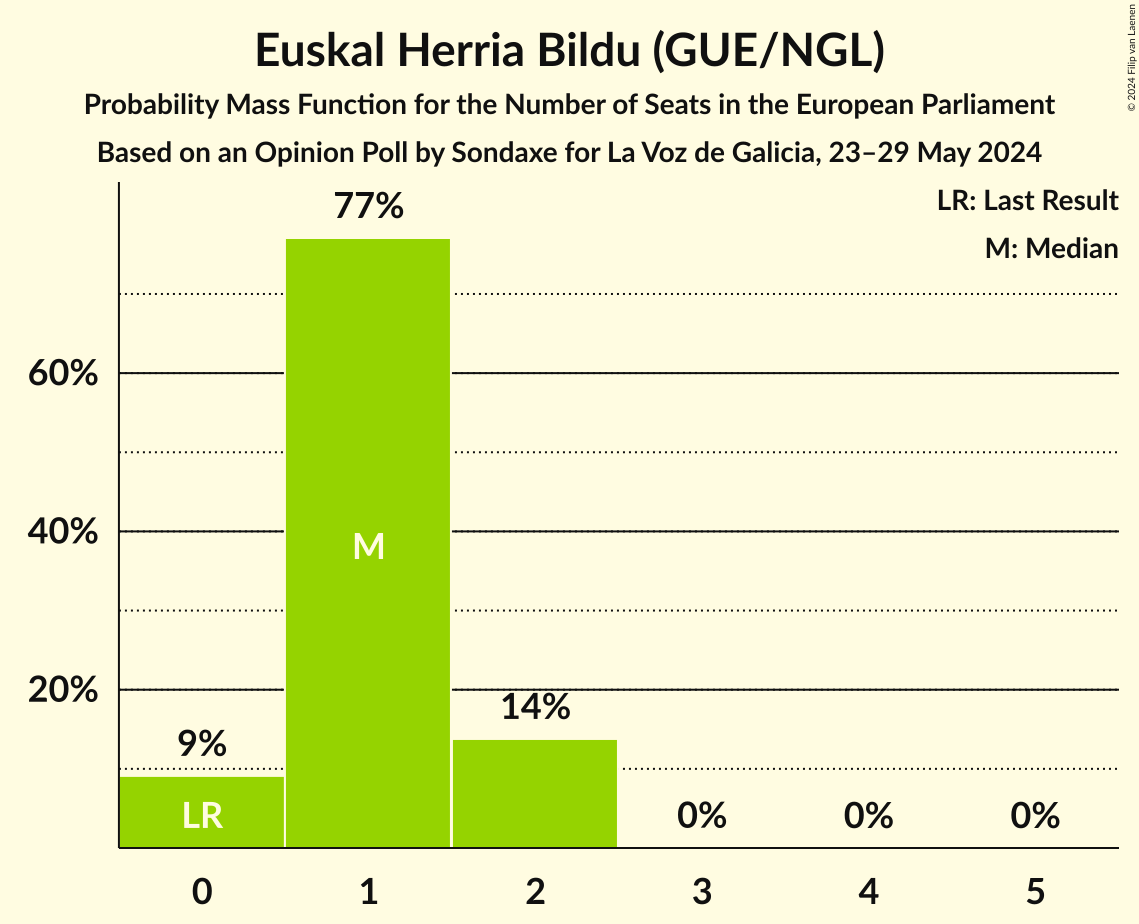 Euskal Herria Bildu (GUE/NGL)
Probability Mass Function for the Number of Seats in the European Parliament
Based on an Opinion Poll by Sondaxe for La Voz de Galicia, 23–29 May 2024
© 2024 Filip van Laenen
LR: Last Result
M: Median
77%
60%
M
40%
20%
14%
9%
LR
0%
0%
0%
0
1
2
3
4
5